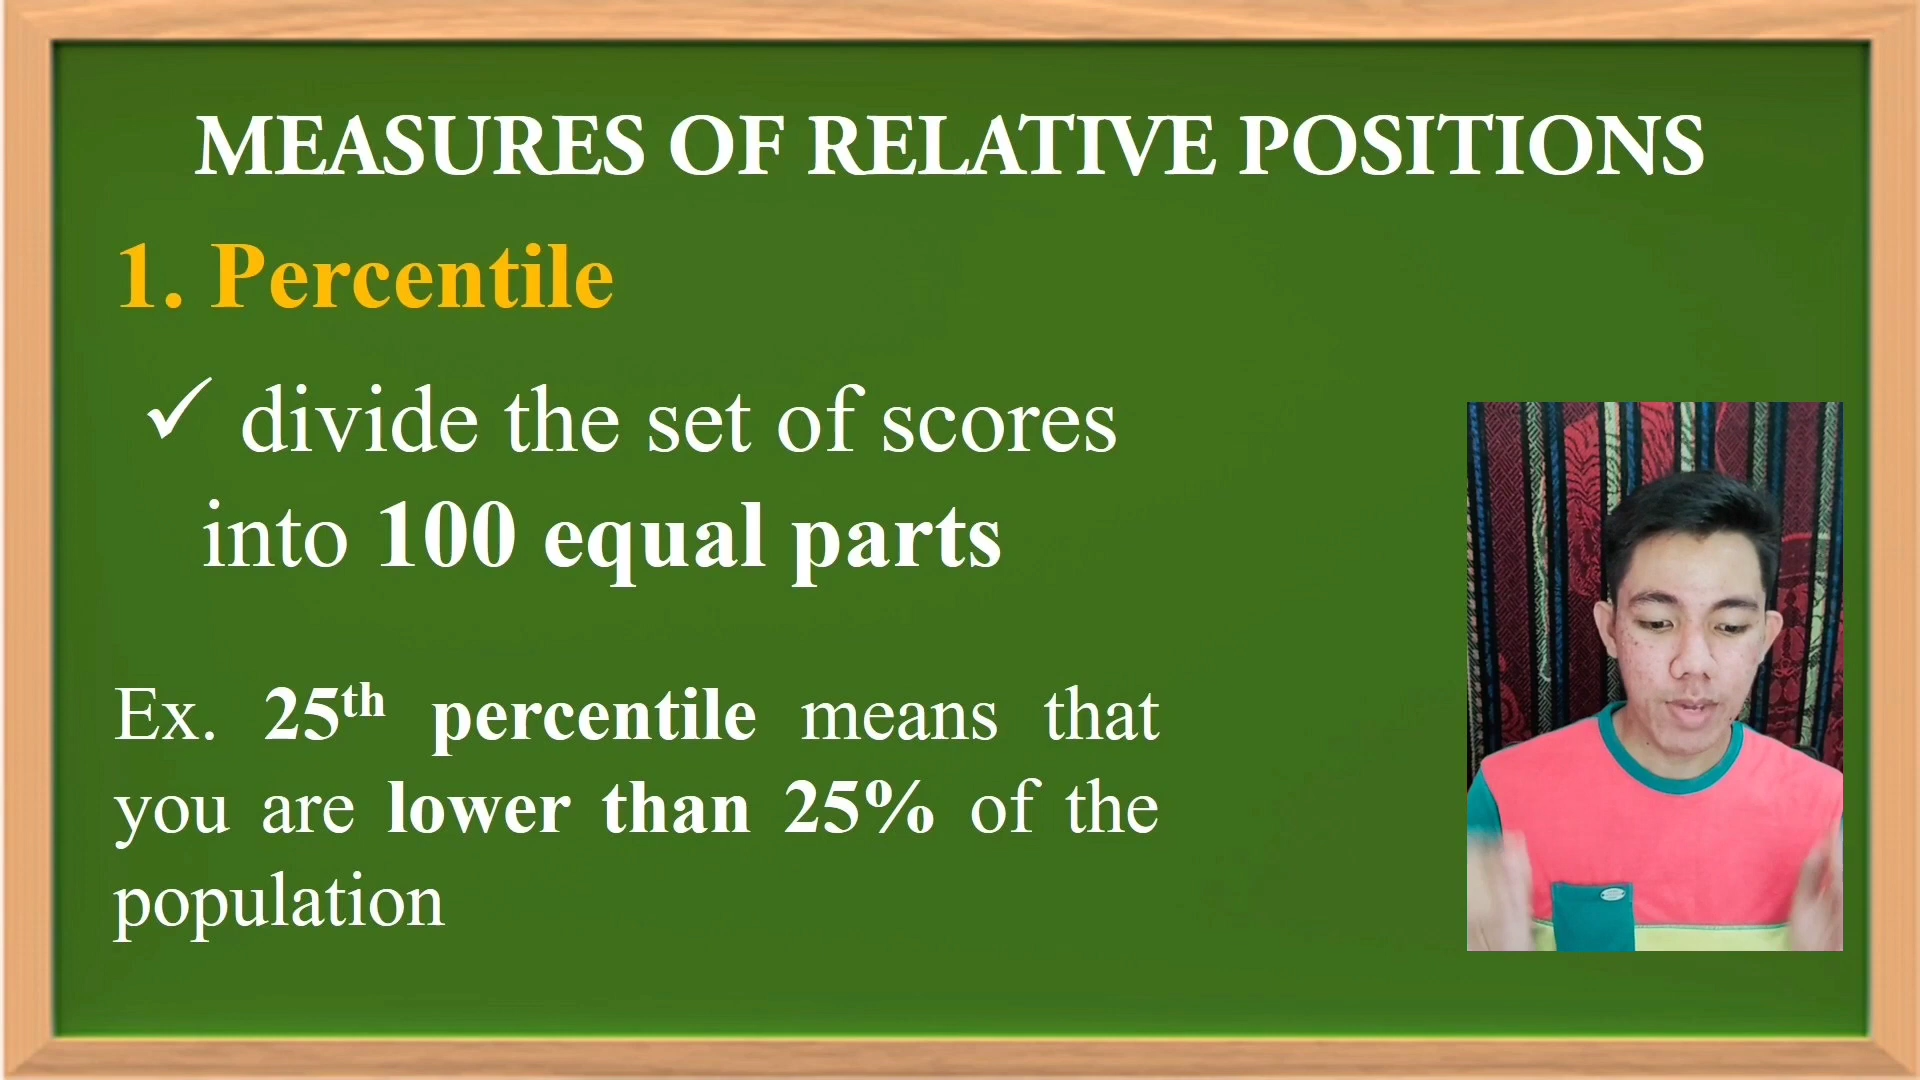 MEASURES OF RELATIVE POSITIONS
1. Percentile
✓ divide the set of scores
into 100 equal parts
Ex. 25th percentile means that
you are lower than 25% of the
population